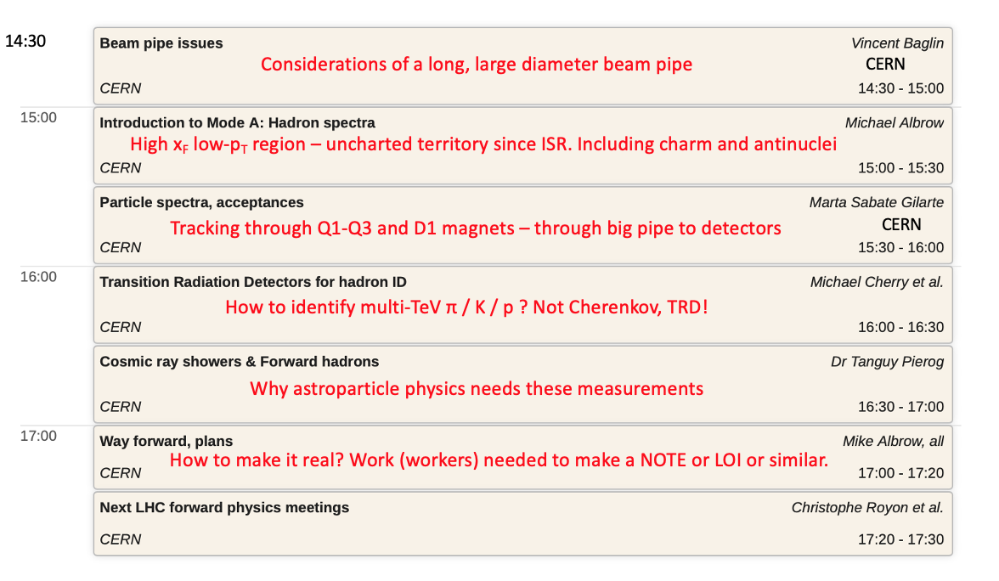 14:30
Beam pipe issues Vincent Baglin
Considerations of a long, large diameter beam pipe CERN
CERN 14:30 - 15:00
15:00
Introduction to Mode A: Hadron spectra Michael Albrow
High xF low-pT region – uncharted territory since ISR. Including charm and antinuclei
CERN 15:00 - 15:30
Particle spectra, acceptances Marta Sabate Gilarte
Tracking through Q1-Q3 and D1 magnets – through big pipe to detectors CERN
CERN 15:30 - 16:00
16:00
Transition Radiation Detectors for hadron ID Michael Cherry et al.
How to identify multi-TeV π / K / p ? Not Cherenkov, TRD!
CERN 16:00 - 16:30
Cosmic ray showers & Forward hadrons Dr Tanguy Pierog
Why astroparticle physics needs these measurements
CERN 16:30 - 17:00
17:00
Way forward, plans Mike Albrow, all
How to make it real? Work (workers) needed to make a NOTE or LOI or similar.
CERN 17:00 - 17:20
Next LHC forward physics meetings Christophe Royon et al.
CERN 17:20 - 17:30